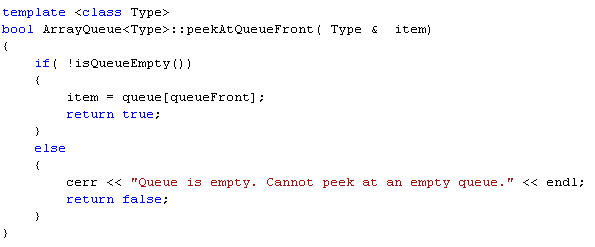 template <class Type>
bool ArrayQueue<Type>::peekAtQueueFront( Type &  item)
{
    if( !isQueueEmpty())
    {
        item = queue[queueFront];
        return true;
    }
    else
    {
        cerr << "Queue is empty. Cannot peek at an empty queue." << endl;
        return false;
    }
}